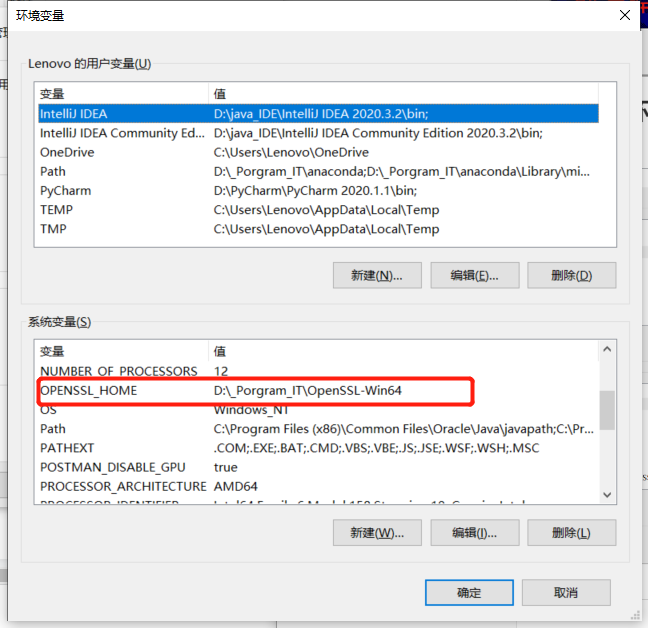 环境变量
Lenovo 的用户变量(U)
变量 值
IntelliJ IDEA D:\java_IDE\IntelliJ IDEA 2020.3.2\bin;
IntelliJ IDEA Community Ed... D:\java_IDE\IntelliJ IDEA Community Edition 2020.3.2\bin;
OneDrive C:\Users\Lenovo\OneDrive
Path D:\_Porgram_IT\anaconda;D:\_Porgram_IT\anaconda\Library\mi...
PyCharm D:\PyCharm\PyCharm 2020.1.1\bin;
TEMP C:\Users\Lenovo\AppData\Local\Temp
TMP C:\Users\Lenovo\AppData\Local\Temp
新建(N)... 编辑(E)... 删除(D)
系统变量(S)
变量 值
NUMBER_OF_PROCESSORS 12
OPENSSL_HOME D:\_Porgram_IT\OpenSSL-Win64
OS Windows_NT
Path C:\Program Files (x86)\Common Files\Oracle\Java\javapath;C:\Pr...
PATHEXT .COM;.EXE;.BAT;.CMD;.VBS;.VBE;.JS;.JSE;.WSF;.WSH;.MSC
POSTMAN_DISABLE_GPU true
PROCESSOR_ARCHITECTURE AMD64
新建(W)... 编辑(I)... 删除(L)
确定 取消